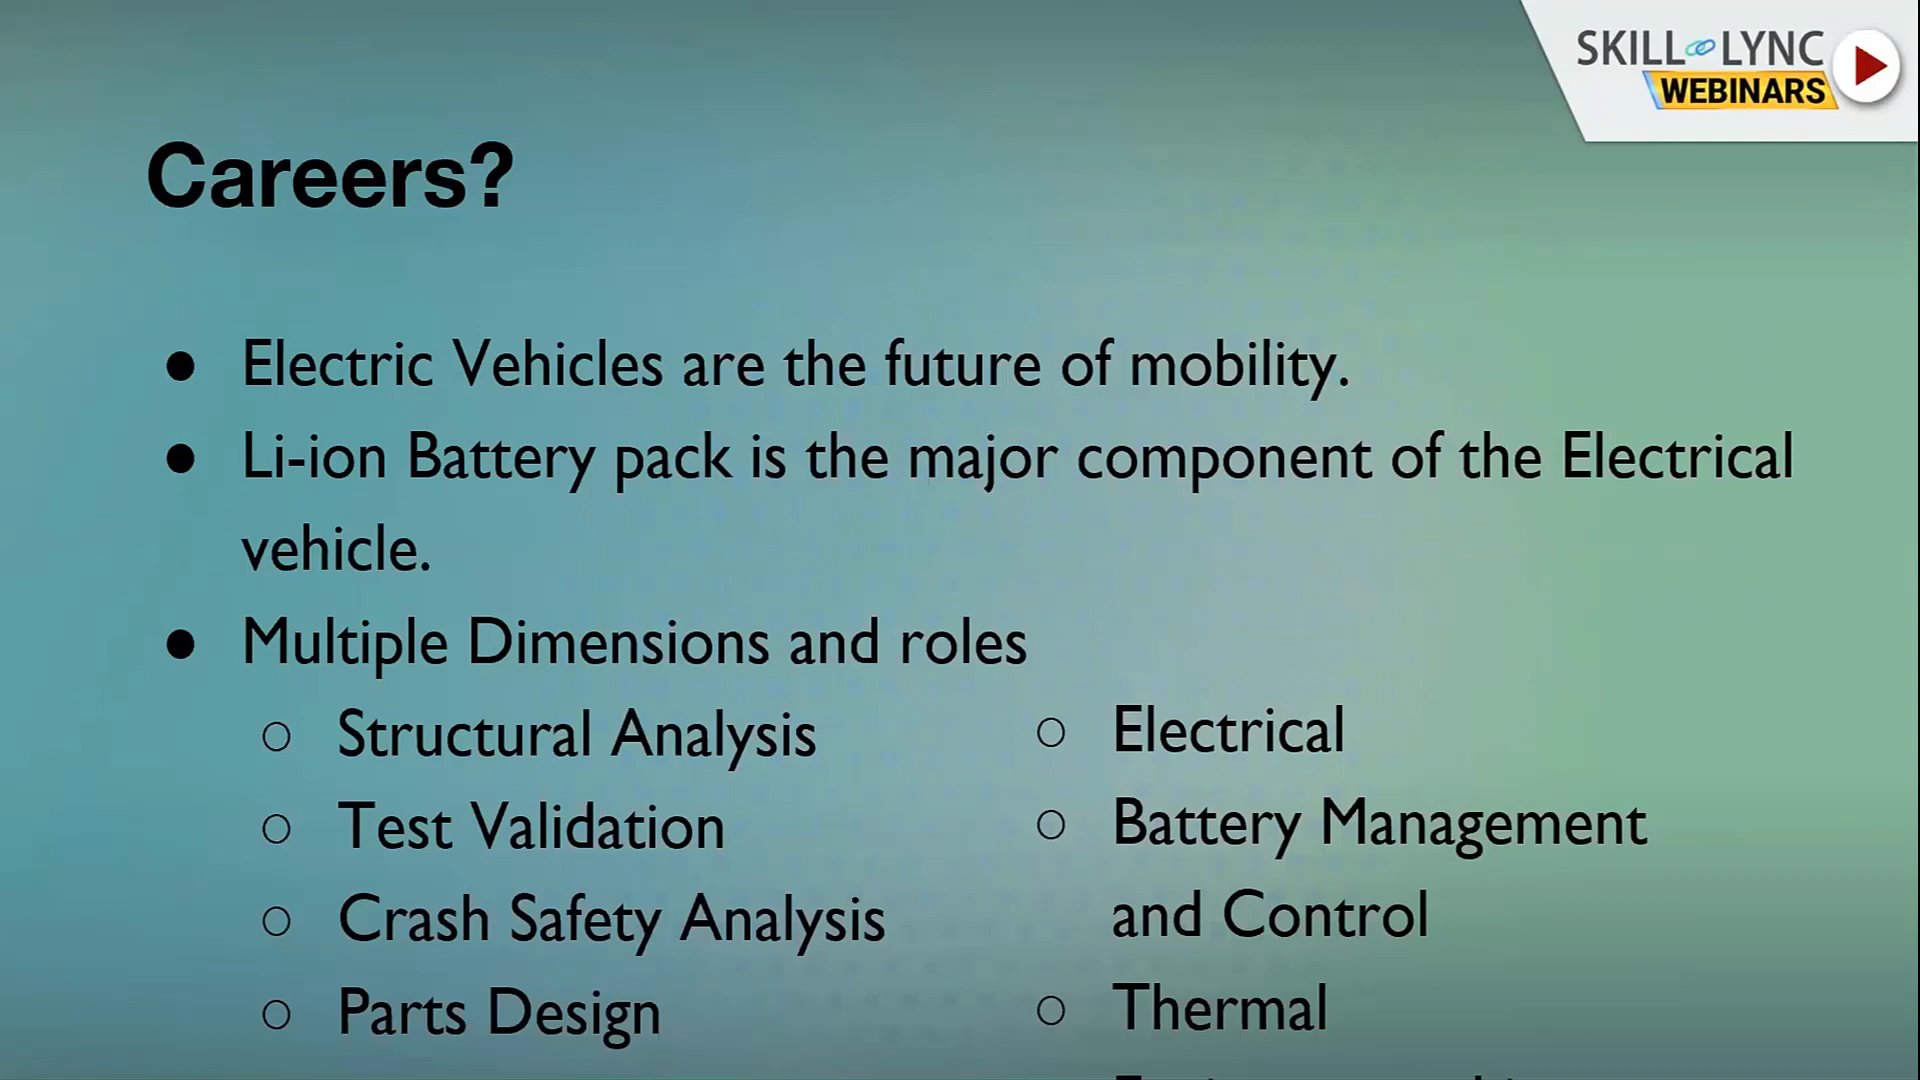 SKILL LYNC
WEBINARS
Careers?
● Electric Vehicles are the future of mobility.
● Li-ion Battery pack is the major component of the Electrical
vehicle.
● Multiple Dimensions and roles
○ Structural Analysis
○ Test Validation
○ Crash Safety Analysis
○ Parts Design
○ Electrical
○ Battery Management
and Control
○ Thermal